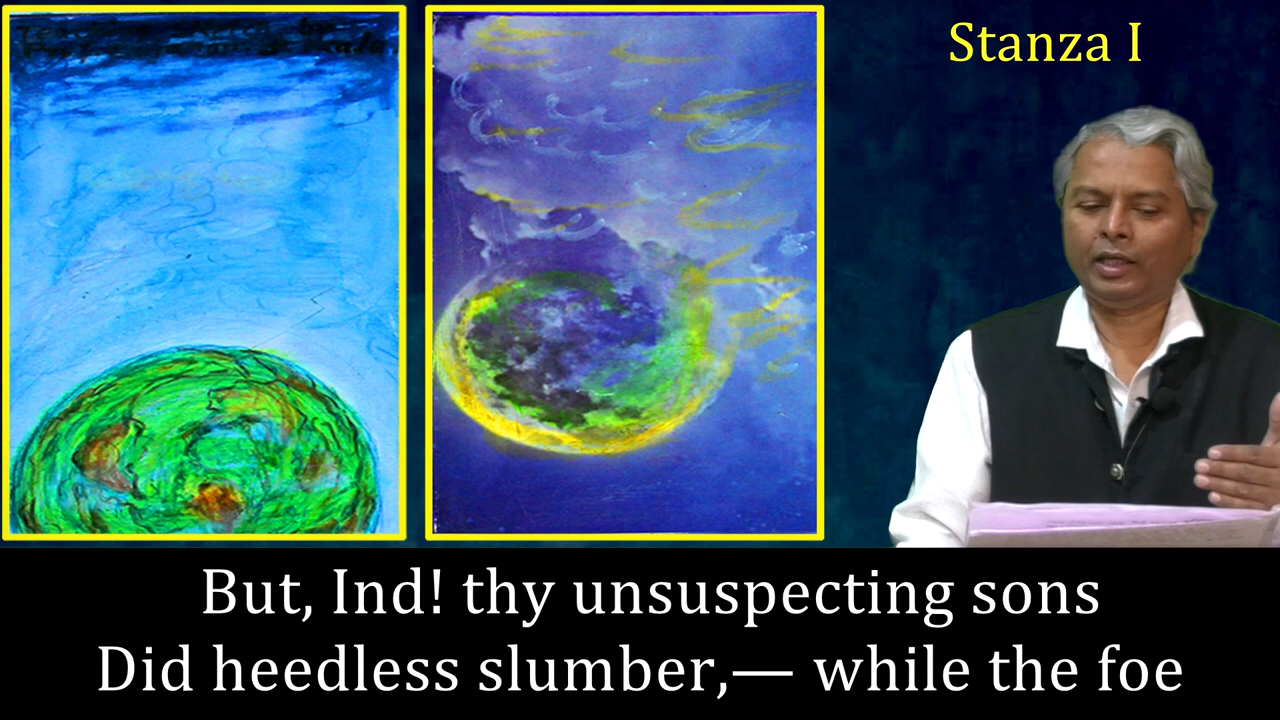 Stanza I
But, Ind! thy unsuspecting sons
Did heedless slumber,— while the foe